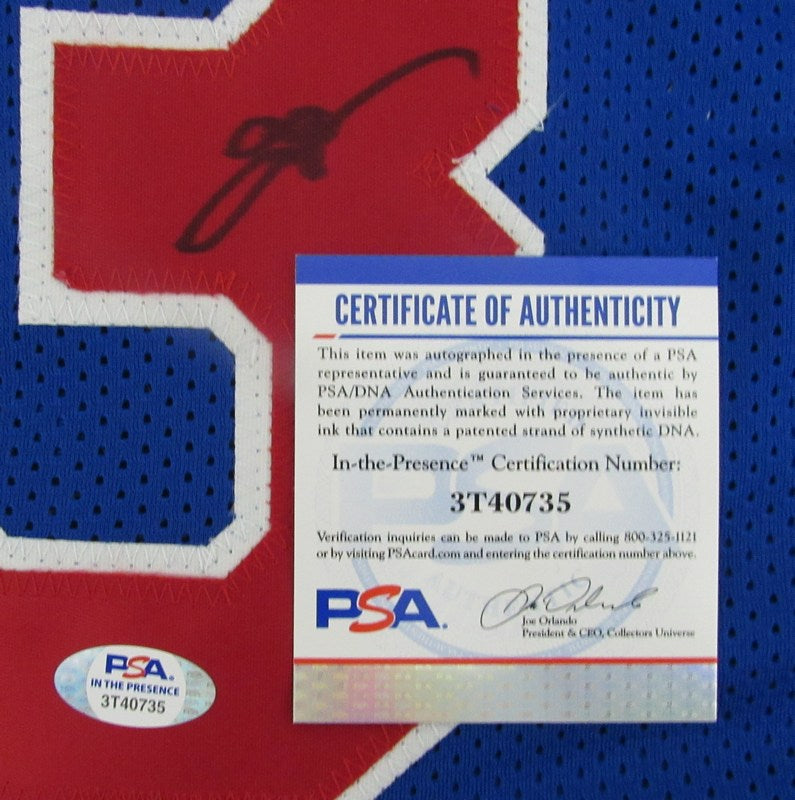 CERTIFICATE OF AUTHENTICITY
This item was autographed in the presence of a PSA
representative and is guaranteed to be authentic by
PSA/DNA Authentication Services. The item has
been permanently marked with proprietary invisible
ink that contains a patented strand of synthetic DNA.
In-the-Presence™ Certification Number:
3T40735
Verification inquiries can be made to PSA by calling 800-325-1121
or by visiting PSAcard.com and entering the certification number above.
PSA.
Joe Orlando
President & CEO, Collectors Universe
PSA.
IN THE PRESENCE
3T40735